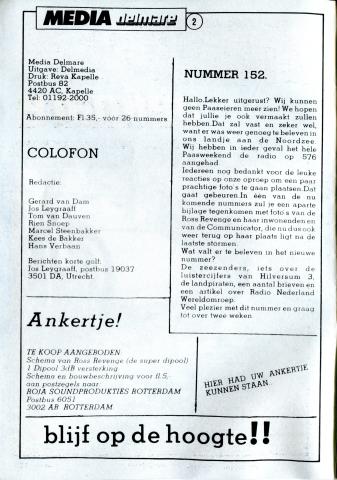 MEDIA delmare 2
Media Delmare
Uitgave: Delmedia
Druk: Reva Kapelle
Postbus 82
4420 AC, Kapelle
Tel: 01192-2000
Abonnement: Fl.35,- voor 26 nummers
COLOFON
Redactie:
Gerard van Dam
Jos Leygraaff
Tom van Dauven
Rien Snoep
Marcel Steenbakker
Kees de Bakker
Hans Verbaan
Berichten korte golf:
Jos Leygraaff, postbus 19037
3501 DA, Utrecht.
NUMMER 152.
Hallo.Lekker uitgerust? Wij kunnen
geen Paaseieren meer zien! We hopen
dat jullie je ook vermaakt zullen
hebben.Dat zal vast en zeker wel,
want er was weer genoeg te beleven in
ons landje aan de Noordzee.
Wij hebben in ieder geval het hele
Paasweekend de radio op 576
aangehad.
Iedereen nog bedankt voor de leuke
reacties op onze oproep om een paar
prachtige foto's te gaan plaatsen.Dat
gaat gebeuren.In één van de nu
komende nummers zul je een aparte
bijlage tegenkomen met foto's van de
Ross Revenge en haar inwonenden en
van de Communicator, die nu dus ook
weer terug op haar plaats ligt na de
laatste stormen.
Wat valt er te beleven in het nieuwe
nummer?
De zeezenders, iets over de
luistercijfers van Hilversum 3,
de landpiraten, een aantal brieven en
een artikel over Radio Nederland
Wereldomroep.
Veel plezier met dit nummer en graag
tot over twee weken.
Ankertje!
TE KOOP AANGEBODEN:
Schema van Ross Revenge (de super dipool)
1 Dipool 3dB versterking
Schema en bouwbeschrijving voor fl.5,
aan postzegels naar:
ROJA SOUNDPRODUKTIES ROTTERDAM
Postbus 6051
3002 AB ROTTERDAM
HIER HAD UW ANKERTJE
KUNNEN STAAN.
blijf op de hoogte!!